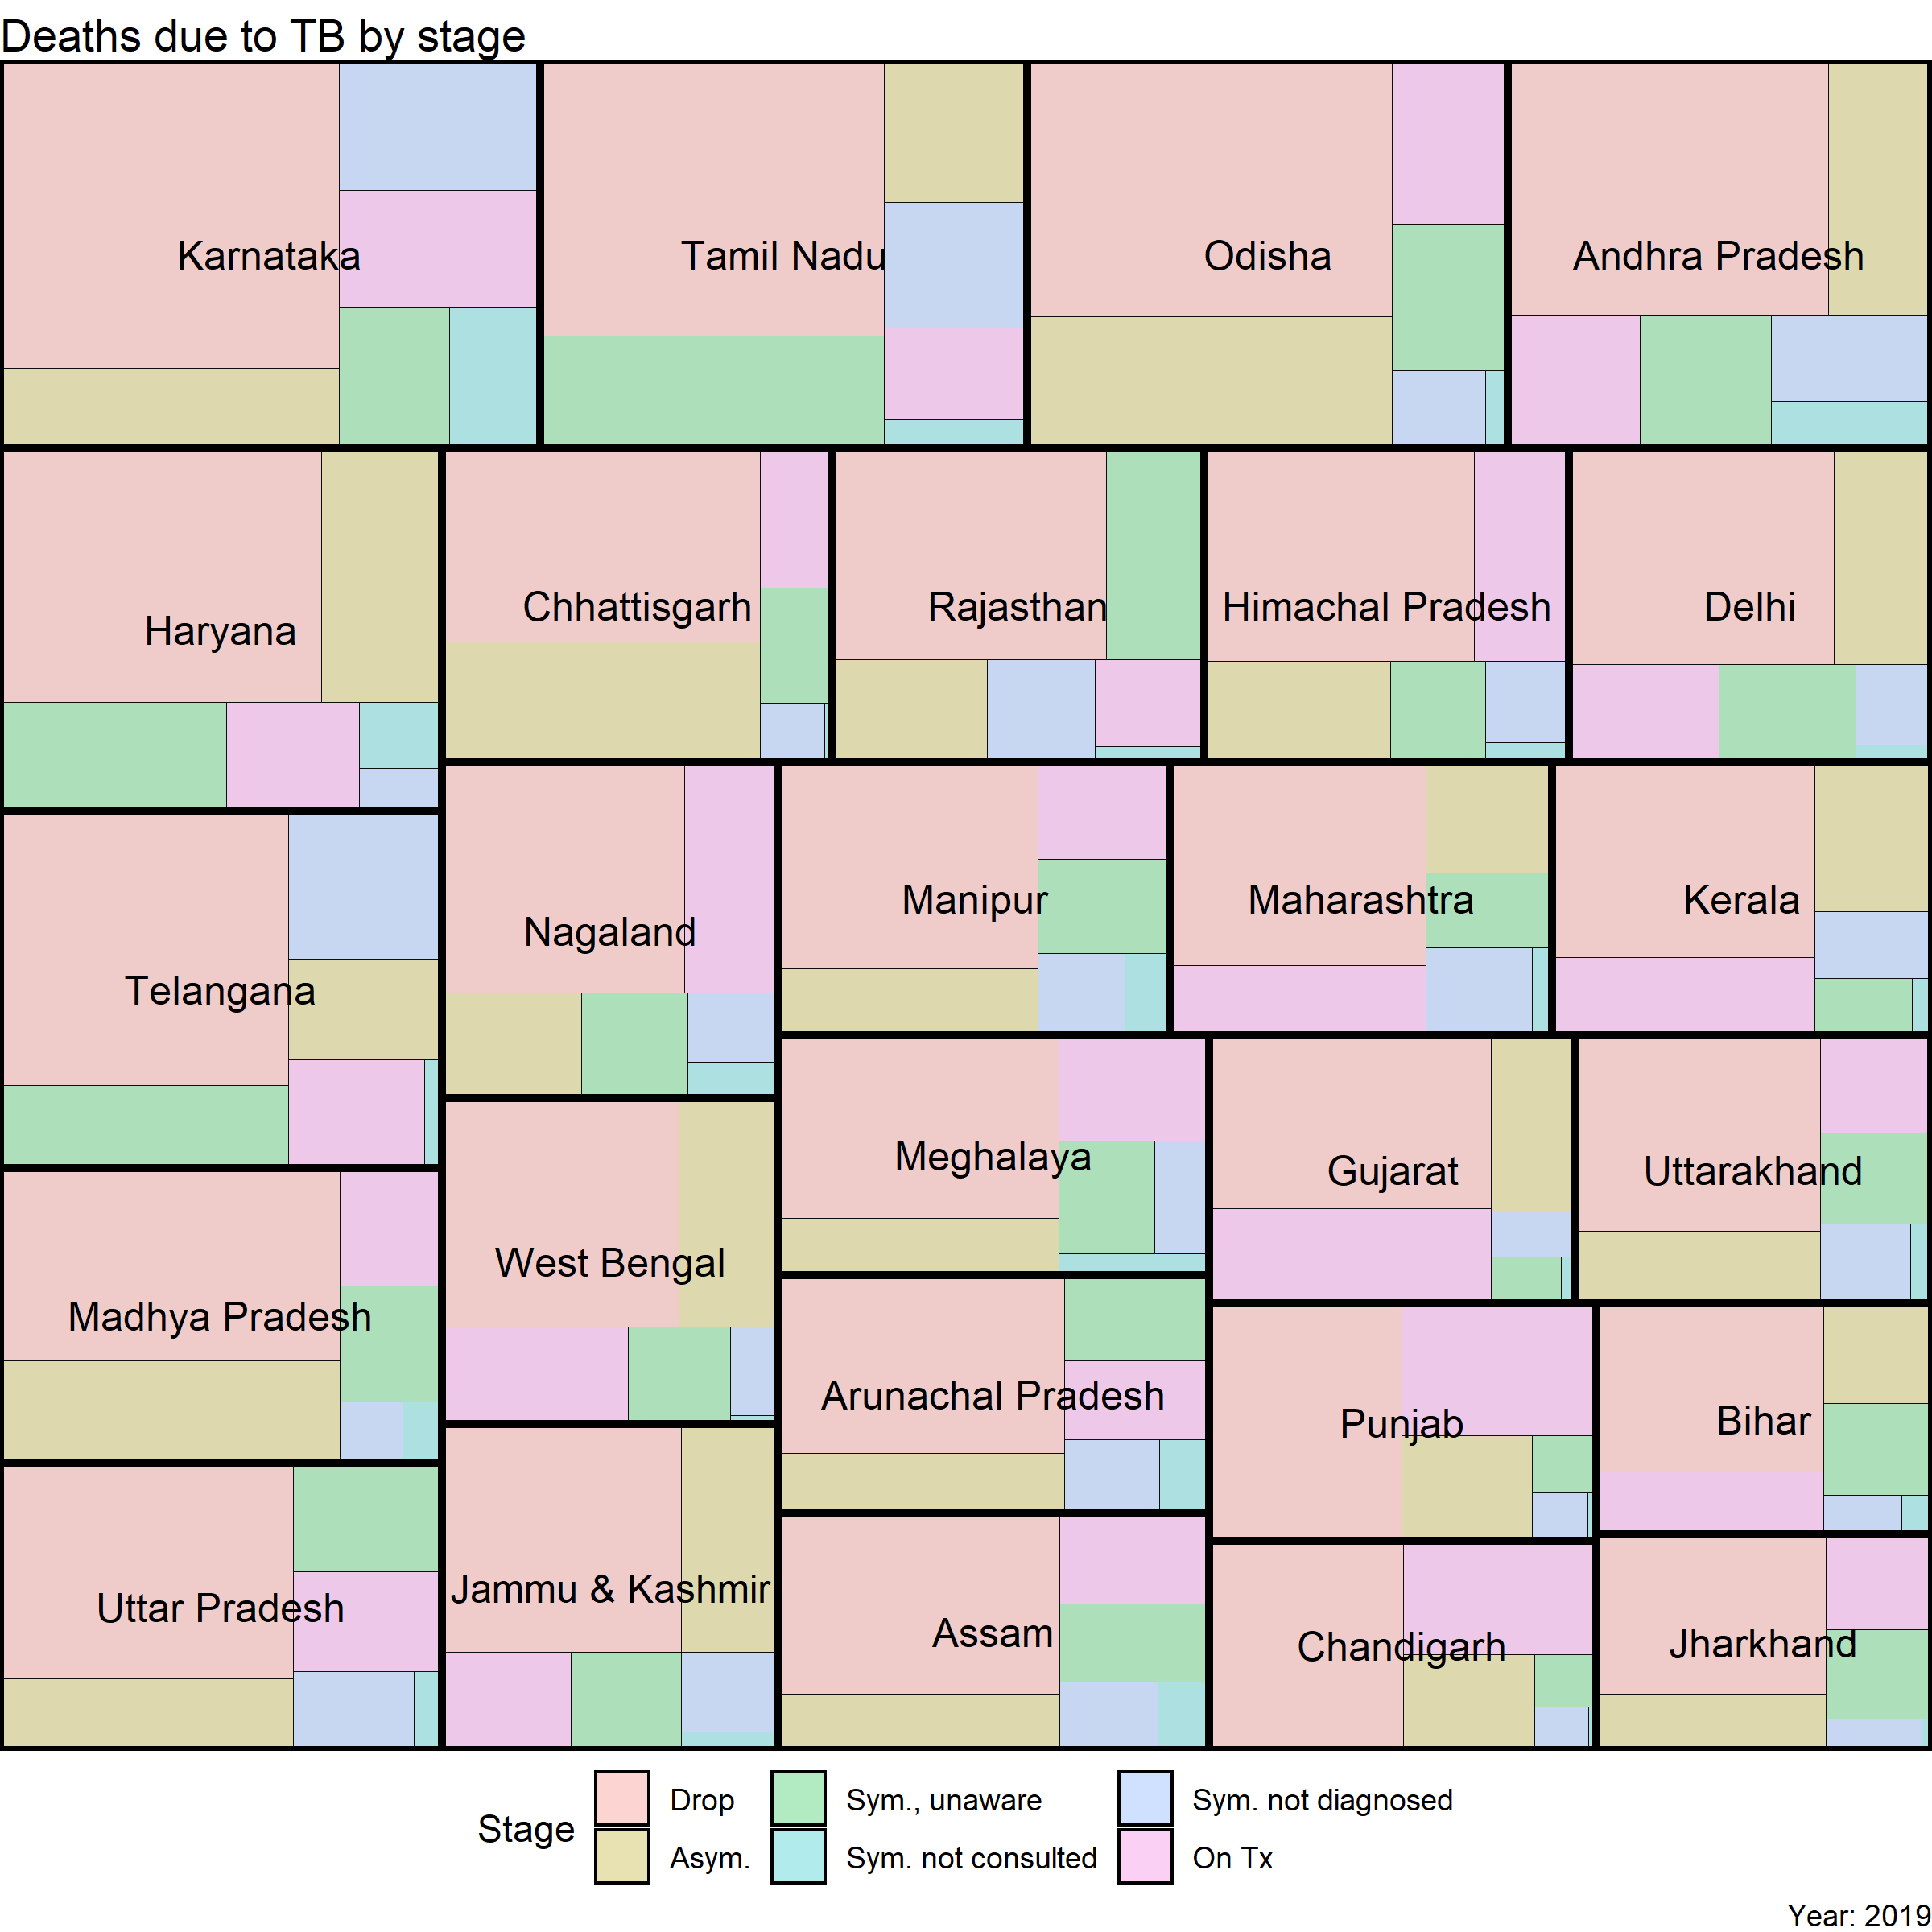 Deaths due to TB by stage
Karnataka
Tamil Nadu
Odisha
Andhra Pradesh
Haryana
Chhattisgarh
Rajasthan
Himachal Pradesh
Delhi
Telangana
Nagaland
Manipur
Maharashtra
Kerala
Madhya Pradesh
West Bengal
Meghalaya
Gujarat
Uttarakhand
Uttar Pradesh
Jammu & Kashmir
Arunachal Pradesh
Assam
Punjab
Bihar
Chandigarh
Jharkhand
Stage
Drop
Asym.
Sym., unaware
Sym. not consulted
Sym. not diagnosed
On Tx
Year: 2019